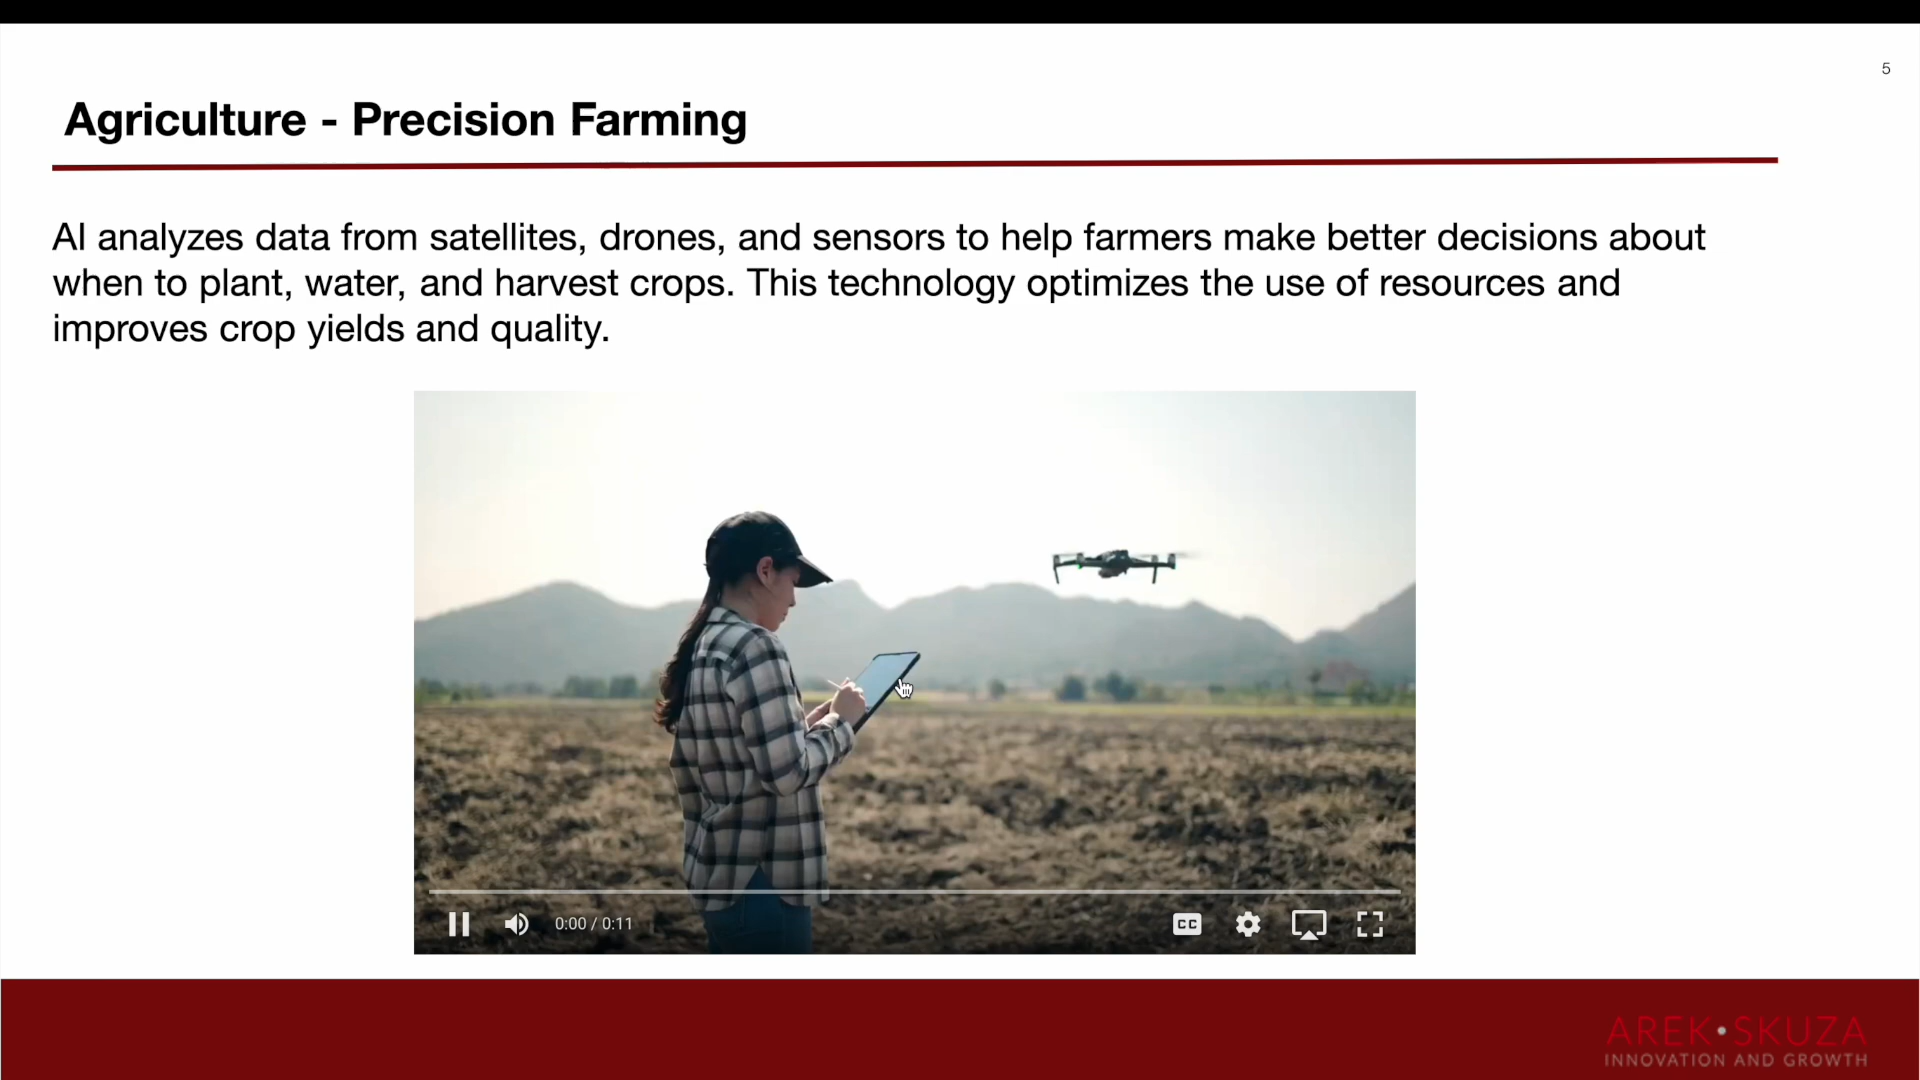 5
Agriculture - Precision Farming
AI analyzes data from satellites, drones, and sensors to help farmers make better decisions about
when to plant, water, and harvest crops. This technology optimizes the use of resources and
improves crop yields and quality.
0:00 / 0:11
CC
AREK•SKUZA
INNOVATION AND GROWTH